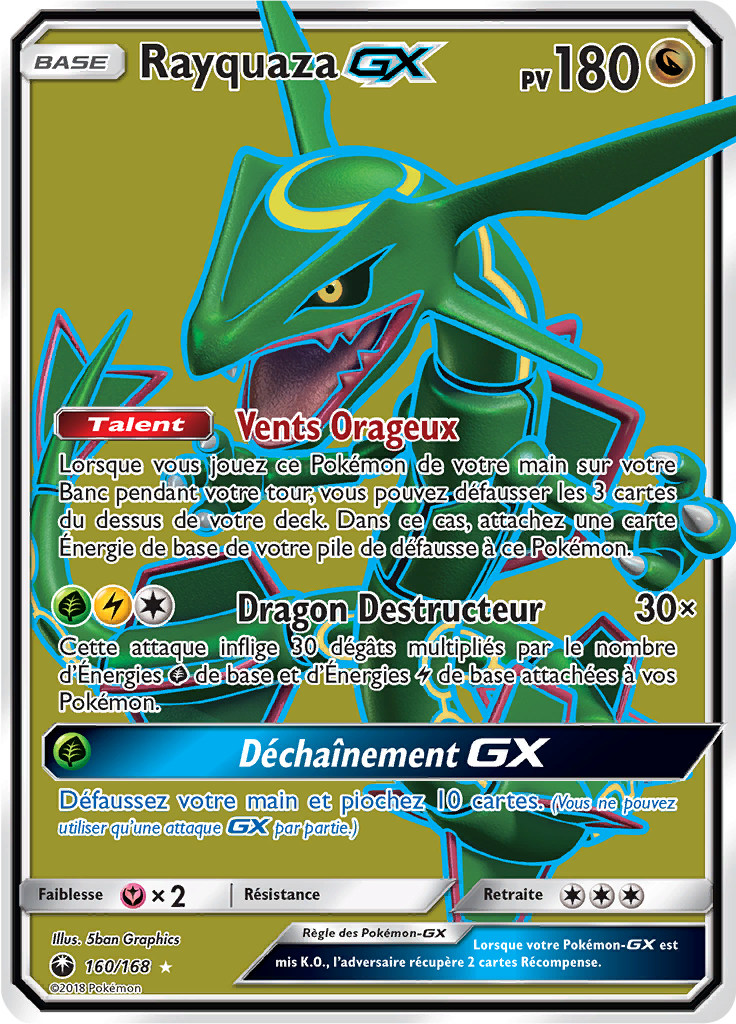 BASE Rayquaza GX PV 180
Talent Vents Orageux
Lorsque vous jouez ce Pokémon de votre main sur votre
Banc pendant votre tour, vous pouvez défausser les 3 cartes
du dessus de votre deck. Dans ce cas, attachez une carte
Énergie de base de votre pile de défausse à ce Pokémon.
Dragon Destructeur 30×
Cette attaque inflige 30 dégâts multipliés par le nombre
d'Énergies de base et d'Énergies de base attachées à vos
Pokémon.
Déchaînement GX
Défaussez votre main et piochez 10 cartes. (Vous ne pouvez
utiliser qu'une attaque GX par partie.)
Faiblesse ×2 Résistance Retraite
Illus. 5ban Graphics
160/168
©2018 Pokémon
Règle des Pokémon-GX
Lorsque votre Pokémon-GX est
mis K.O., l'adversaire récupère 2 cartes Récompense.